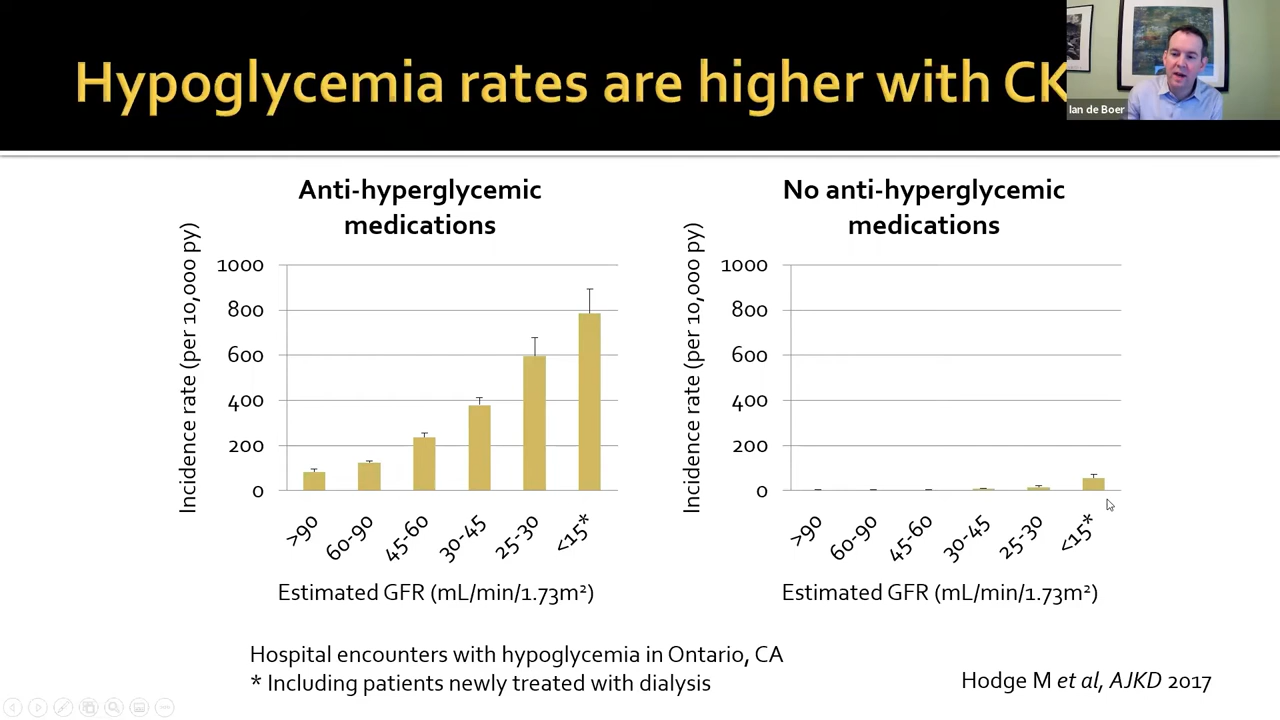 Hypoglycemia rates are higher with CK
Ian de Boer
Anti-hyperglycemic
medications
Incidence rate (per 10,000 py)
1000
800
600
400
200
0
>90
60-90
45-60
30-45
25-30
<15*
Estimated GFR (mL/min/1.73m²)
No anti-hyperglycemic
medications
Incidence rate (per 10,000 py)
1000
800
600
400
200
0
>90
60-90
45-60
30-45
25-30
<15*
Estimated GFR (mL/min/1.73m²)
Hospital encounters with hypoglycemia in Ontario, CA
* Including patients newly treated with dialysis
Hodge M et al, AJKD 2017